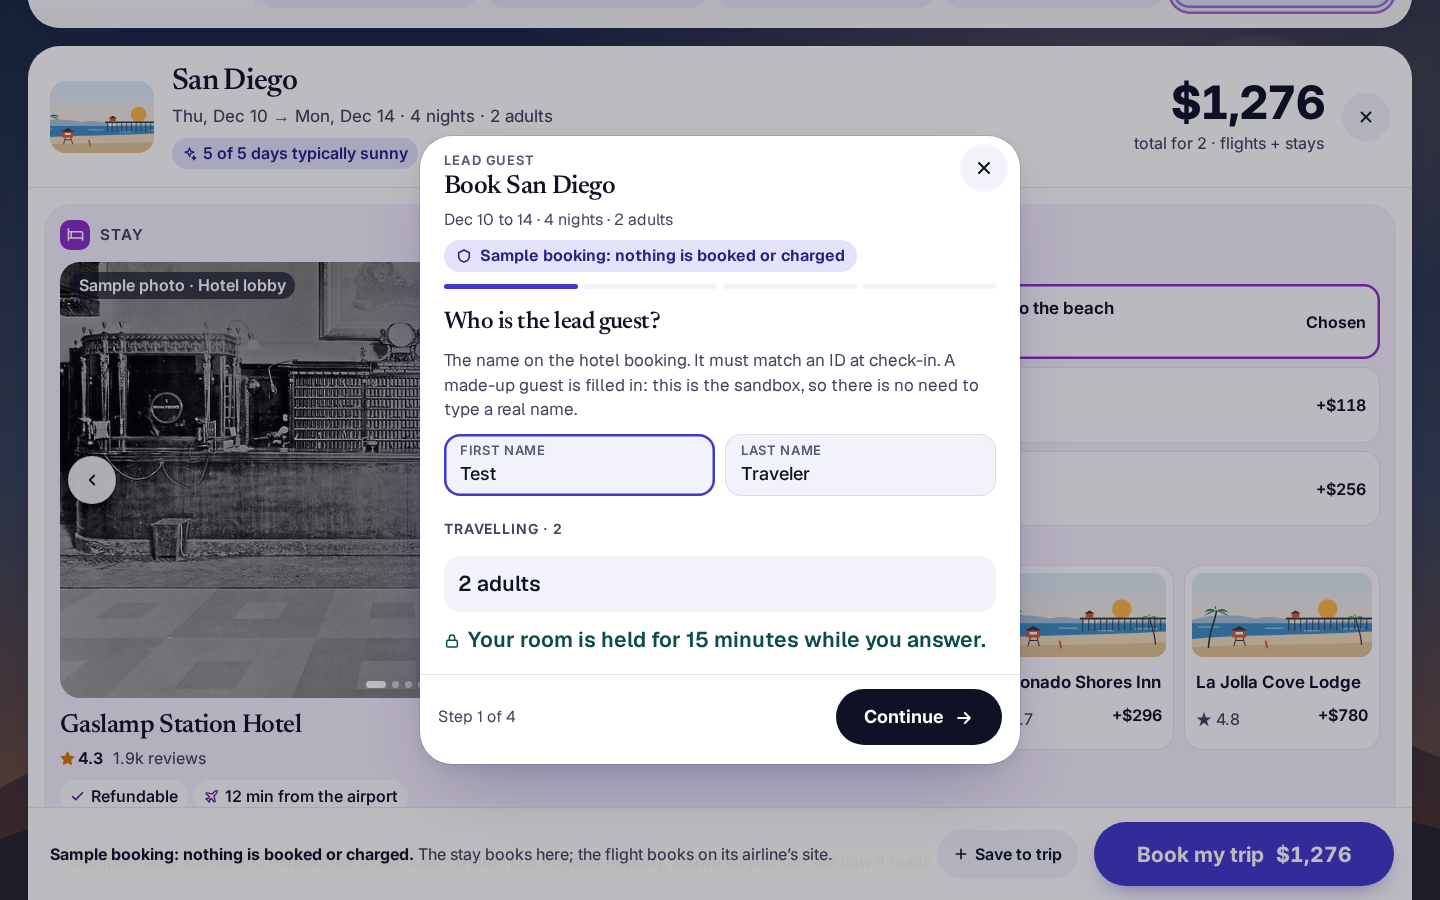 San Diego
Thu, Dec 10 → Mon, Dec 14 · 4 nights · 2 adults
5 of 5 days typically sunny
$1,276
total for 2 · flights + stays
STAY
Sample photo · Hotel lobby
Gaslamp Station Hotel
4.3 1.9k reviews
Refundable
12 min from the airport
LEAD GUEST
Book San Diego
Dec 10 to 14 · 4 nights · 2 adults
Sample booking: nothing is booked or charged
Who is the lead guest?
The name on the hotel booking. It must match an ID at check-in. A
made-up guest is filled in: this is the sandbox, so there is no need to
type a real name.
FIRST NAME
Test
LAST NAME
Traveler
TRAVELLING · 2
2 adults
Your room is held for 15 minutes while you answer.
Step 1 of 4
Continue →
o the beach
Chosen
+$118
+$256
onado Shores Inn
.7
+$296
La Jolla Cove Lodge
★ 4.8
+$780
Sample booking: nothing is booked or charged. The stay books here; the flight books on its airline’s site.
+ Save to trip
Book my trip $1,276